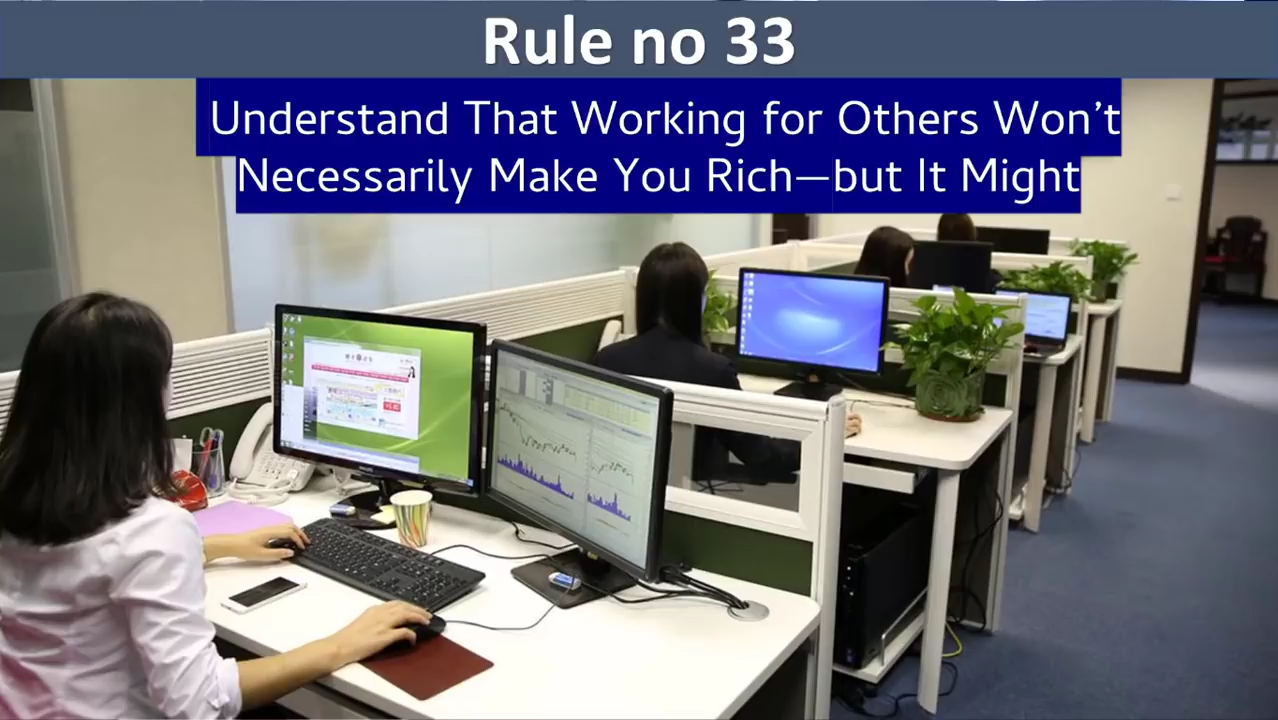 Rule no 33
Understand That Working for Others Won’t
Necessarily Make You Rich—but It Might